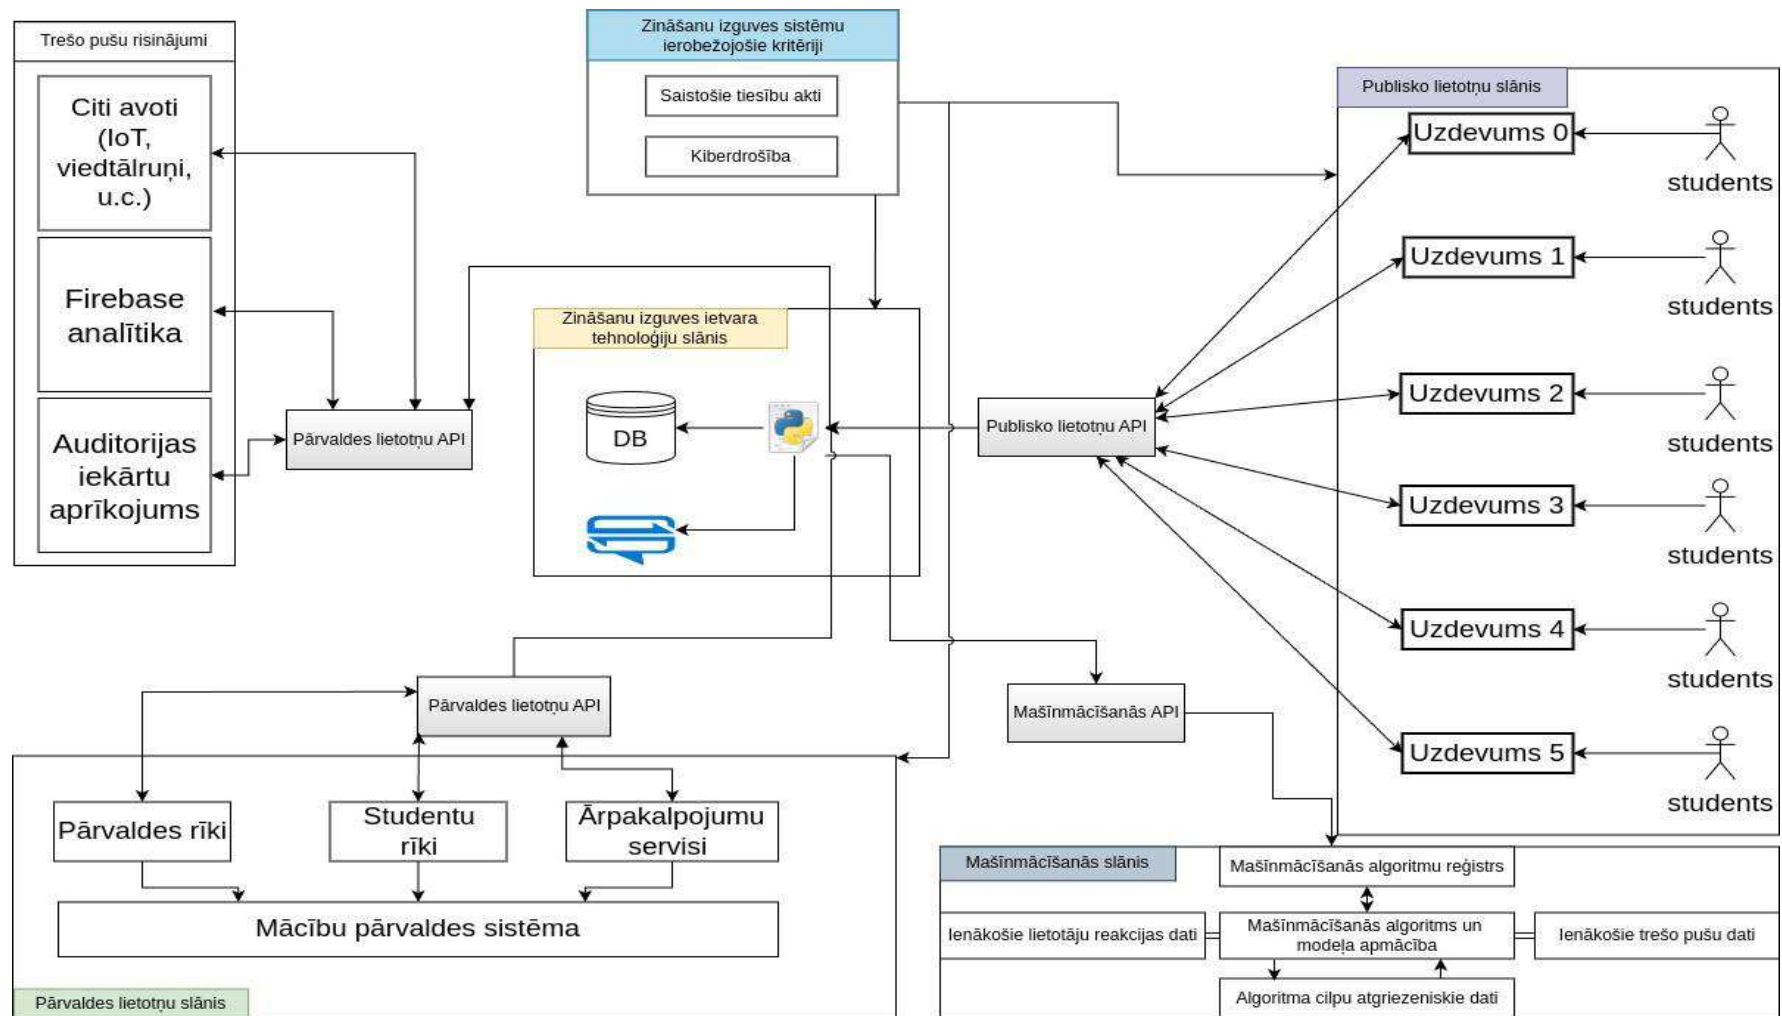 Trešo pušu risinājumi
Citi avoti
(IoT,
viedtālruņi,
u.c.)
Firebase
analītika
Auditorijas
iekārtu
aprīkojums
Pārvaldes lietotņu API
Zināšanu izguves sistēmu
ierobežojošie kritēriji
Saistošie tiesību akti
Kiberdrošība
Zināšanu izguves ietvara
tehnoloģiju slānis
DB
Publisko lietotņu API
Publisko lietotņu slānis
Uzdevums 0
students
Uzdevums 1
students
Uzdevums 2
students
Uzdevums 3
students
Uzdevums 4
students
Uzdevums 5
students
Pārvaldes lietotņu API
Mašīnmācīšanās API
Pārvaldes rīki
Studentu
rīki
Ārpakalpojumu
servisi
Mācību pārvaldes sistēma
Pārvaldes lietotņu slānis
Mašīnmācīšanās slānis
Mašīnmācīšanās algoritmu reģistrs
Ienākošie lietotāju reakcijas dati
Mašīnmācīšanās algoritms un
modeļa apmācība
Ienākošie trešo pušu dati
Algoritma cilpu atgriezeniskie dati